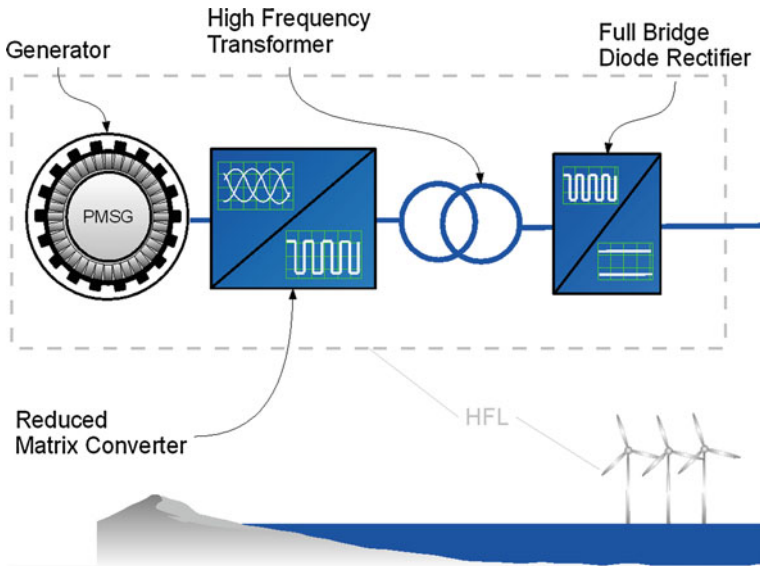 High Frequency
Transformer
Full Bridge
Diode Rectifier
Generator
PMSG
Reduced
Matrix Converter
HFL